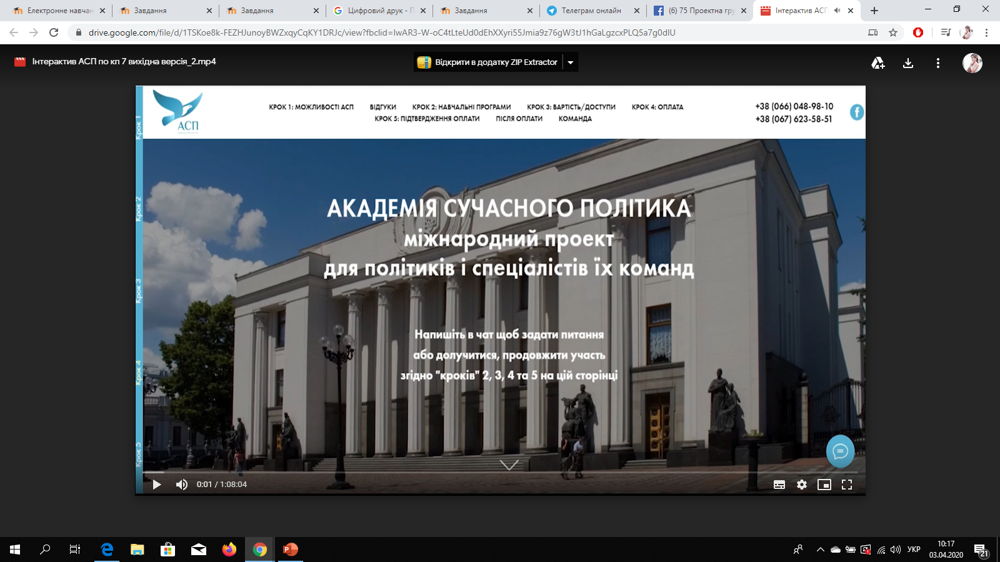 Електронне навчан
Завдання
Завдання
Цифровий друк - П
Завдання
Телеграм онлайн
(6) 75 Проектна гру
Інтерактив АСП
drive.google.com/file/d/1TSKoe8k-FEZHJunoyBWZxqyCqKY1DRJc/view?fbclid=IwAR3-W-oC4tLteUd0dEhXXyri55Jmia9z76gW3tJ1hGaLgzcxPLQ5a7g0dIU
Інтерактив АСП по кп 7 вихідна версія_2.mp4
Відкрити в додатку ZIP Extractor
АСП
КРОК 1: МОЖЛИВОСТІ АСП ВІДГУКИ КРОК 2: НАВЧАЛЬНІ ПРОГРАМИ КРОК 3: ВАРТІСТЬ/ДОСТУПИ КРОК 4: ОПЛАТА
КРОК 5: ПІДТВЕРДЖЕННЯ ОПЛАТИ ПІСЛЯ ОПЛАТИ КОМАНДА
+38 (066) 048-98-10
+38 (067) 623-58-51
Крок 1
Крок 2
Крок 3
Крок 4
Крок 5
АКАДЕМІЯ СУЧАСНОГО ПОЛІТИКА
міжнародний проект
для політиків і спеціалістів їх команд
Напишіть в чат щоб задати питання
або долучитися, продовжити участь
згідно "кроків" 2, 3, 4 та 5 на цій сторінці
0:01 / 1:08:04
УКР
10:17
03.04.2020
21